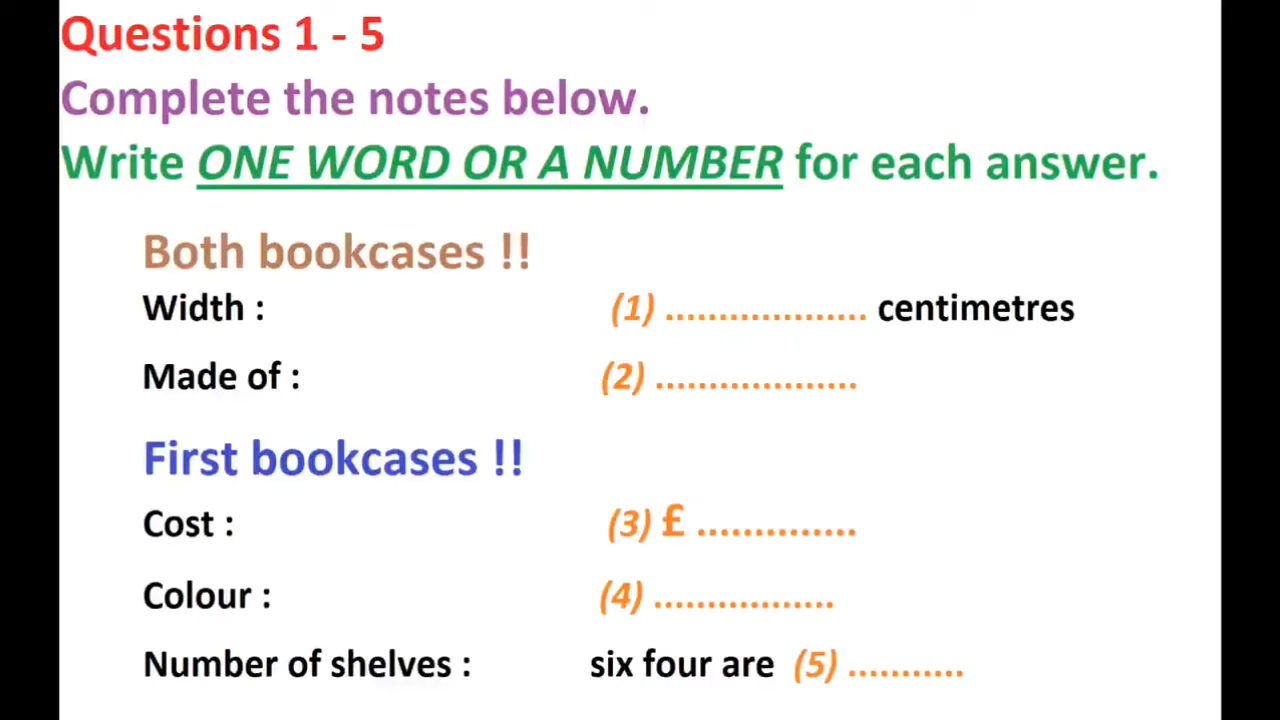 Questions 1 - 5
Complete the notes below.
Write ONE WORD OR A NUMBER for each answer.
Both bookcases !!
Width : (1) ................... centimetres
Made of : (2) ...................
First bookcases !!
Cost : (3) £ ..............
Colour : (4) .................
Number of shelves : six four are (5) ...........